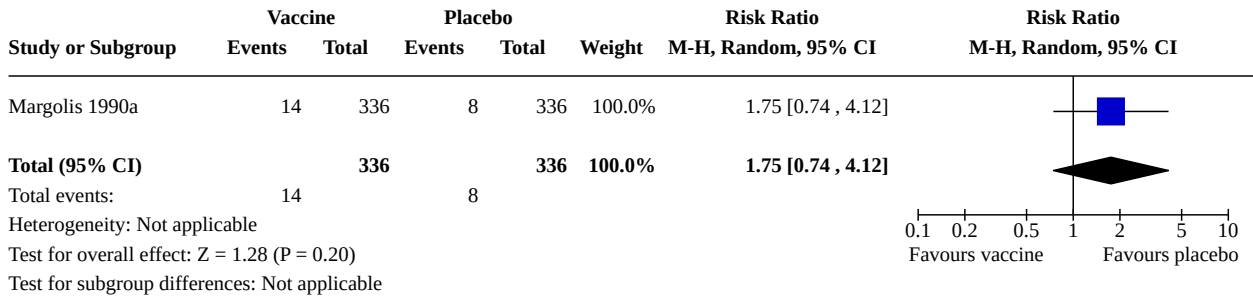 Vaccine Placebo Risk Ratio Risk Ratio
Study or Subgroup Events Total Events Total Weight M-H, Random, 95% CI M-H, Random, 95% CI
Margolis 1990a 14 336 8 336 100.0% 1.75 [0.74 , 4.12]
Total (95% CI) 336 336 100.0% 1.75 [0.74 , 4.12]
Total events: 14 8
Heterogeneity: Not applicable
0.1 0.2 0.5 1 2 5 10
Test for overall effect: Z = 1.28 (P = 0.20)
Favours vaccine Favours placebo
Test for subgroup differences: Not applicable